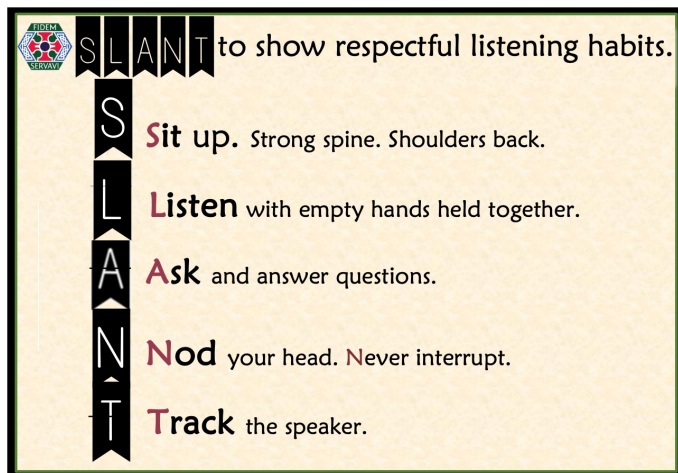 FIDEM
SERVAVI
SLANT to show respectful listening habits.
S Sit up. Strong spine. Shoulders back.
L Listen with empty hands held together.
A Ask and answer questions.
N Nod your head. Never interrupt.
T Track the speaker.